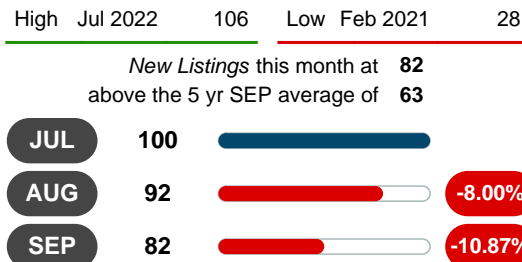 High Jul 2022 106 Low Feb 2021 28
New Listings this month at 82
above the 5 yr SEP average of 63
JUL 100
AUG 92 -8.00%
SEP 82 -10.87%